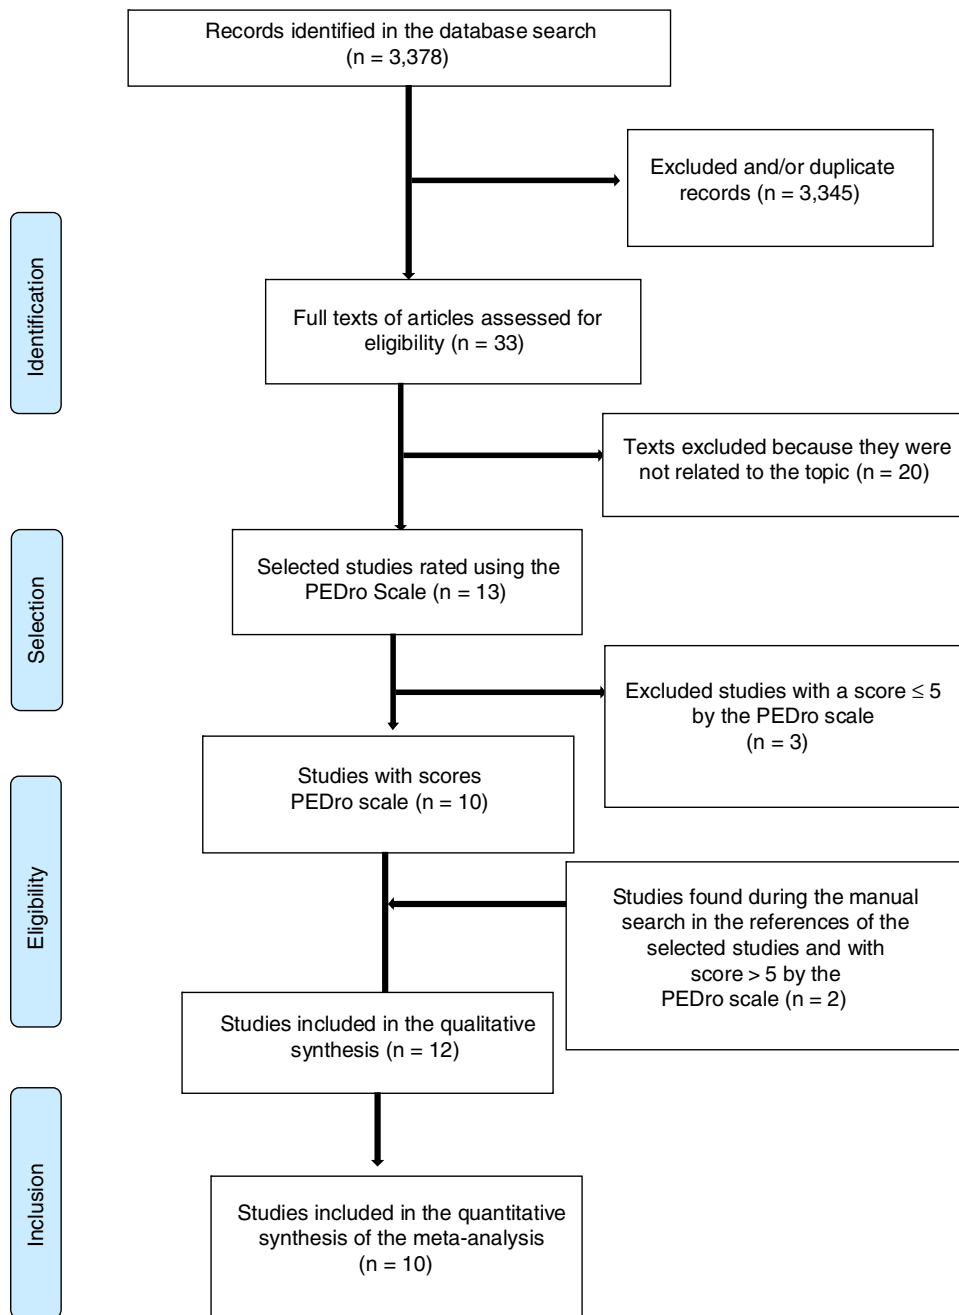 Records identified in the database search
(n = 3,378)
Excluded and/or duplicate
records (n = 3,345)
Identification
Full texts of articles assessed for
eligibility (n = 33)
Texts excluded because they were
not related to the topic (n = 20)
Selection
Selected studies rated using the
PEDro Scale (n = 13)
Excluded studies with a score ≤ 5
by the PEDro scale
(n = 3)
Studies with scores
PEDro scale (n = 10)
Eligibility
Studies found during the manual
search in the references of the
selected studies and with
score > 5 by the
PEDro scale (n = 2)
Studies included in the qualitative
synthesis (n = 12)
Inclusion
Studies included in the quantitative
synthesis of the meta-analysis
(n = 10)